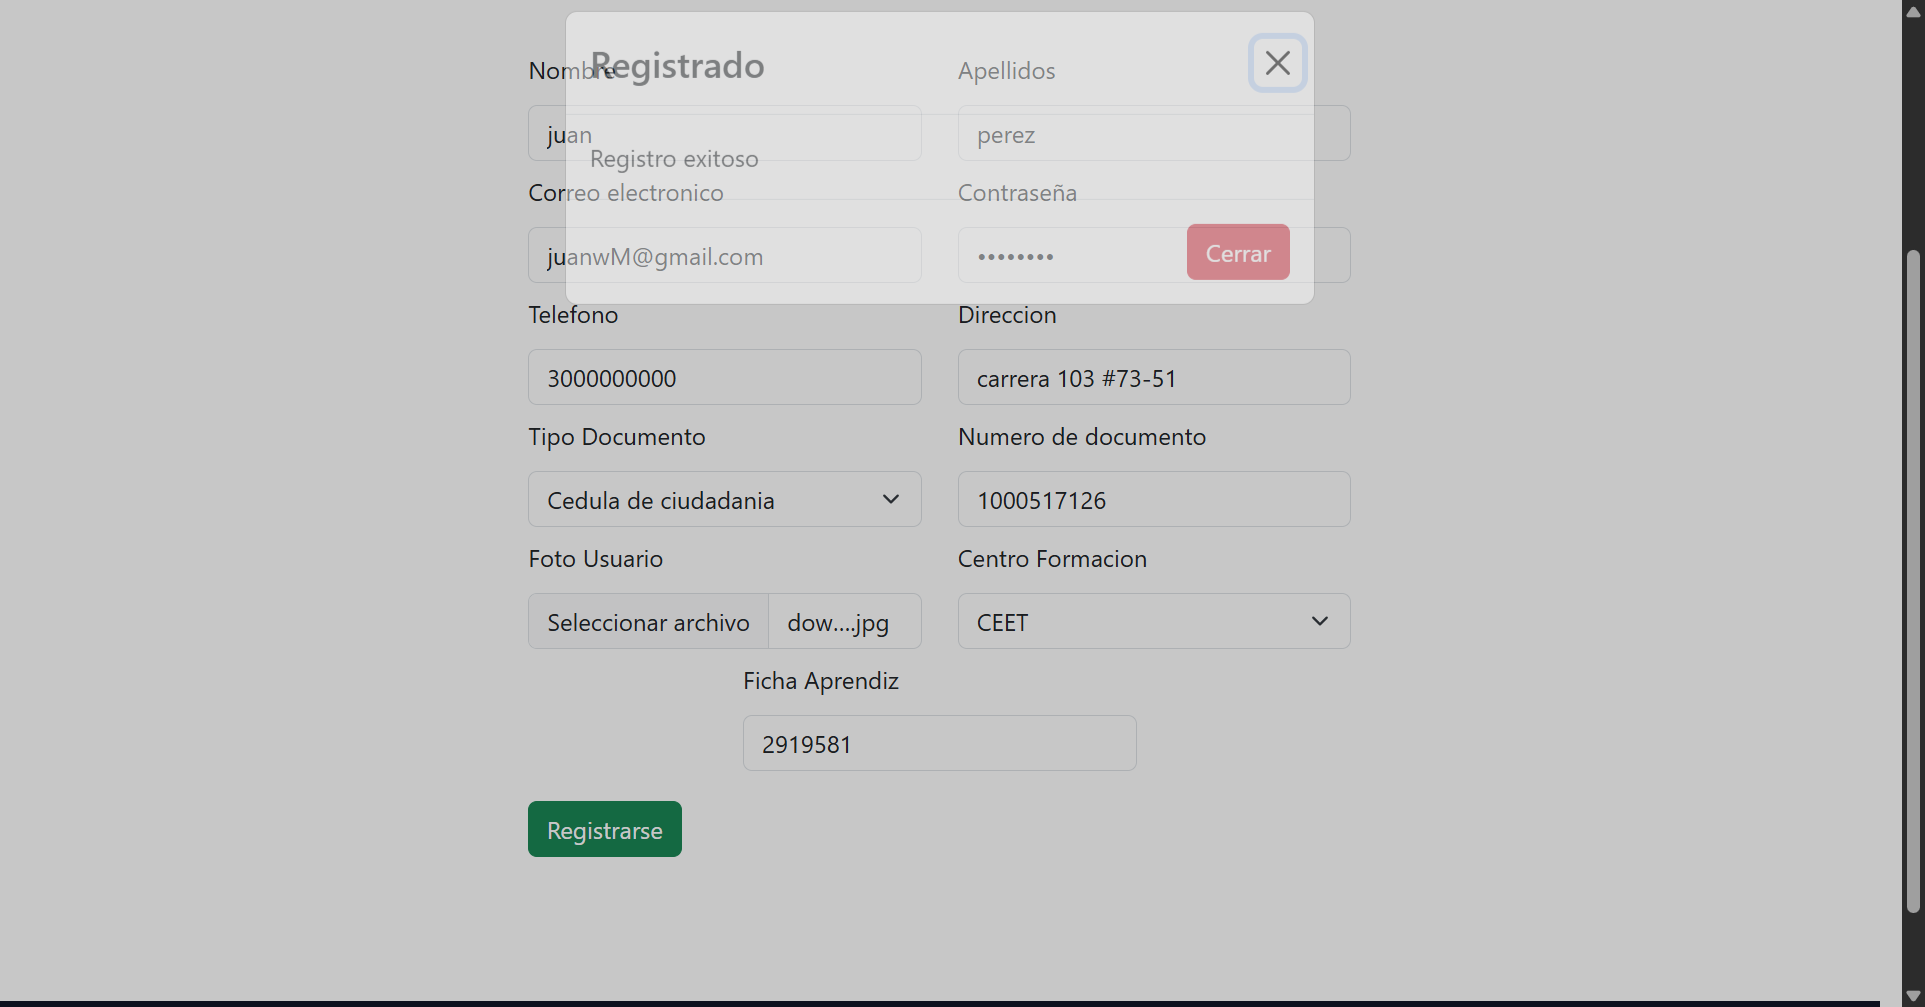 Registrado
Registro exitoso
Cerrar
Nombre
Apellidos
juan
perez
Correo electronico
Contraseña
juanwM@gmail.com
••••••••
Telefono
Direccion
3000000000
carrera 103 #73-51
Tipo Documento
Numero de documento
Cedula de ciudadania
1000517126
Foto Usuario
Centro Formacion
Seleccionar archivo
dow....jpg
CEET
Ficha Aprendiz
2919581
Registrarse